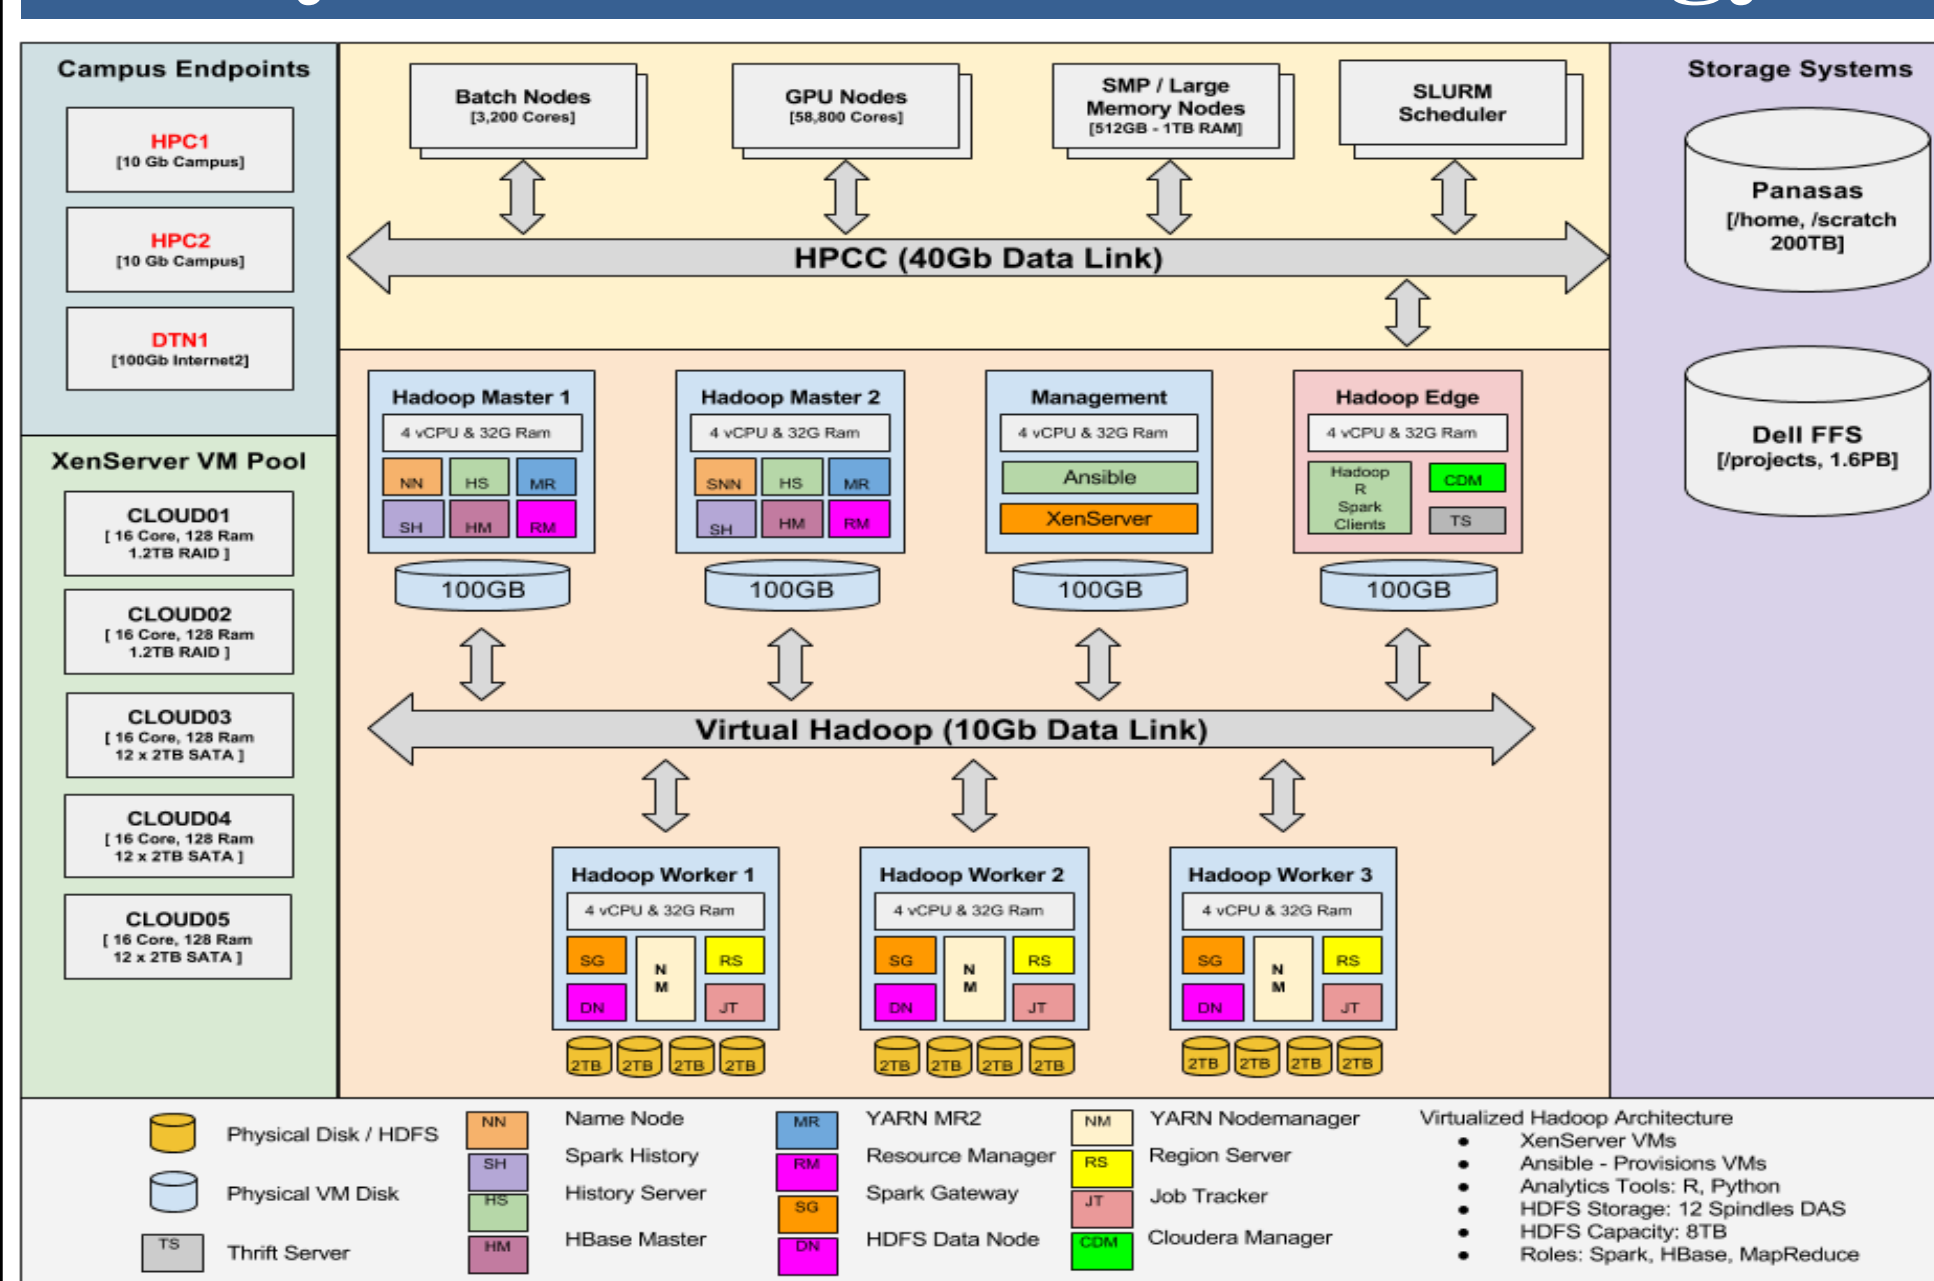 Campus Endpoints
HPC1
[10 Gb Campus]
HPC2
[10 Gb Campus]
DTN1
[100Gb Internet2]
XenServer VM Pool
CLOUD01
[ 16 Core, 128 Ram
1.2TB RAID ]
CLOUD02
[ 16 Core, 128 Ram
1.2TB RAID ]
CLOUD03
[ 16 Core, 128 Ram
12 x 2TB SATA ]
CLOUD04
[ 16 Core, 128 Ram
12 x 2TB SATA ]
CLOUD05
[ 16 Core, 128 Ram
12 x 2TB SATA ]
Batch Nodes
[3,200 Cores]
GPU Nodes
[58,800 Cores]
SMP / Large
Memory Nodes
[512GB - 1TB RAM]
SLURM
Scheduler
HPCC (40Gb Data Link)
Hadoop Master 1
4 vCPU & 32G Ram
NN HS MR
SH HM RM
100GB
Hadoop Master 2
4 vCPU & 32G Ram
SNN HS MR
SH HM RM
100GB
Management
4 vCPU & 32G Ram
Ansible
XenServer
100GB
Hadoop Edge
4 vCPU & 32G Ram
Hadoop
R
Spark
Clients
CDM
TS
100GB
Virtual Hadoop (10Gb Data Link)
Hadoop Worker 1
4 vCPU & 32G Ram
SG
N
M
RS
DN
JT
2TB 2TB 2TB 2TB
Hadoop Worker 2
4 vCPU & 32G Ram
SG
N
M
RS
DN
JT
2TB 2TB 2TB 2TB
Hadoop Worker 3
4 vCPU & 32G Ram
SG
N
M
RS
DN
JT
2TB 2TB 2TB 2TB
Storage Systems
Panasas
[/home, /scratch
200TB]
Dell FFS
[/projects, 1.6PB]
Physical Disk / HDFS
Physical VM Disk
TS Thrift Server
NN Name Node
SH Spark History
HS History Server
HM HBase Master
MR YARN MR2
RM Resource Manager
SG Spark Gateway
DN HDFS Data Node
NM YARN Nodemanager
RS Region Server
JT Job Tracker
CDM Cloudera Manager
Virtualized Hadoop Architecture
● XenServer VMs
● Ansible - Provisions VMs
● Analytics Tools: R, Python
● HDFS Storage: 12 Spindles DAS
● HDFS Capacity: 8TB
● Roles: Spark, HBase, MapReduce